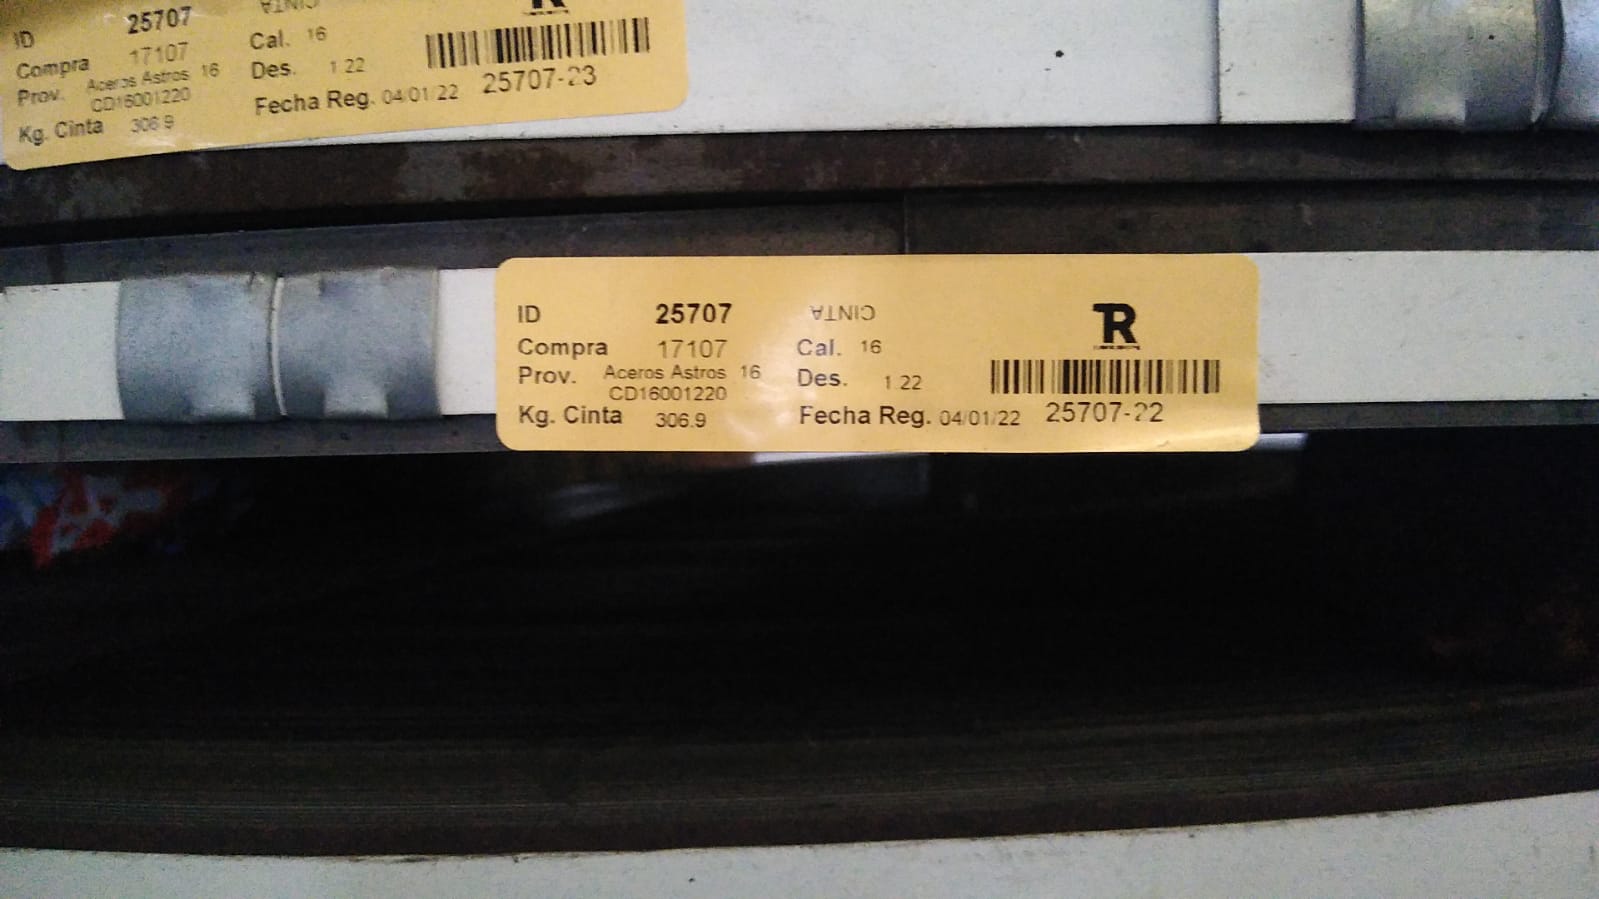 ID 25707 CINTA
Compra 17107 Cal. 16
Prov. Aceros Astros 16 Des. 1 22
CD16001220
Kg. Cinta 306 9 Fecha Reg. 04/01/22 25707-23
ID 25707 CINTA
TR
Compra 17107 Cal. 16
Prov. Aceros Astros 16 Des. 1 22
CD16001220
Kg. Cinta 306.9 Fecha Reg. 04/01/22 25707-22